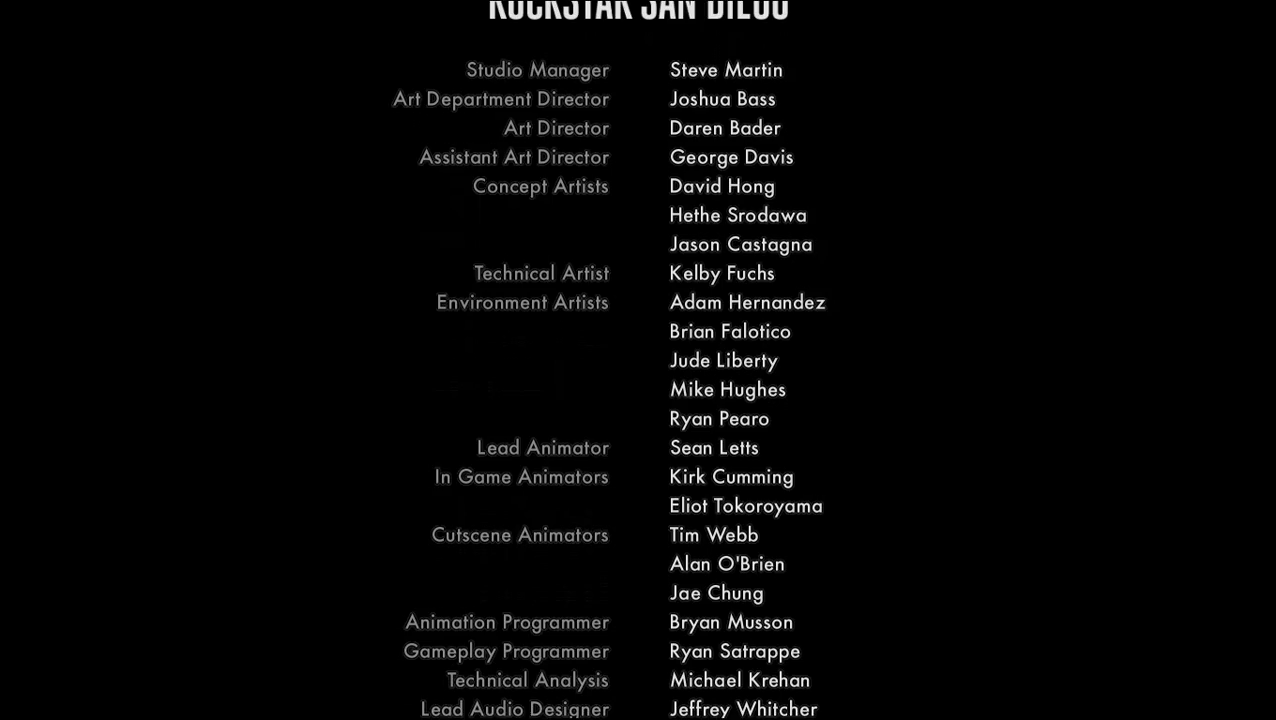 ROCKSTAR SAN DIEGO
Studio Manager Steve Martin
Art Department Director Joshua Bass
Art Director Daren Bader
Assistant Art Director George Davis
Concept Artists David Hong
Hethe Srodawa
Jason Castagna
Technical Artist Kelby Fuchs
Environment Artists Adam Hernandez
Brian Falotico
Jude Liberty
Mike Hughes
Ryan Pearo
Lead Animator Sean Letts
In Game Animators Kirk Cumming
Eliot Tokoroyama
Cutscene Animators Tim Webb
Alan O'Brien
Jae Chung
Animation Programmer Bryan Musson
Gameplay Programmer Ryan Satrappe
Technical Analysis Michael Krehan
Lead Audio Designer Jeffrey Whitcher